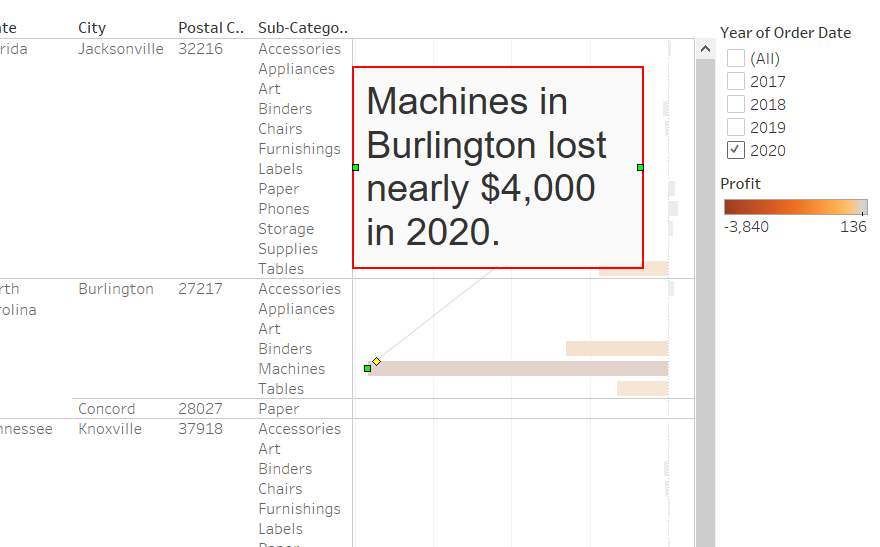 ate City Postal C.. Sub-Catego.. Year of Order Date
rida Jacksonville 32216 Accessories
(All)
Appliances
2017
Art
2018
Binders
2019
Chairs
2020
Furnishings
Labels
Profit
Paper
Phones
-3,840 136
Storage
Supplies
Tables
Machines in
Burlington lost
nearly $4,000
in 2020.
rth Burlington 27217 Accessories
rolina Appliances
Art
Binders
Machines
Tables
Concord 28027 Paper
nnessee Knoxville 37918 Accessories
Art
Binders
Chairs
Furnishings
Labels
Paper